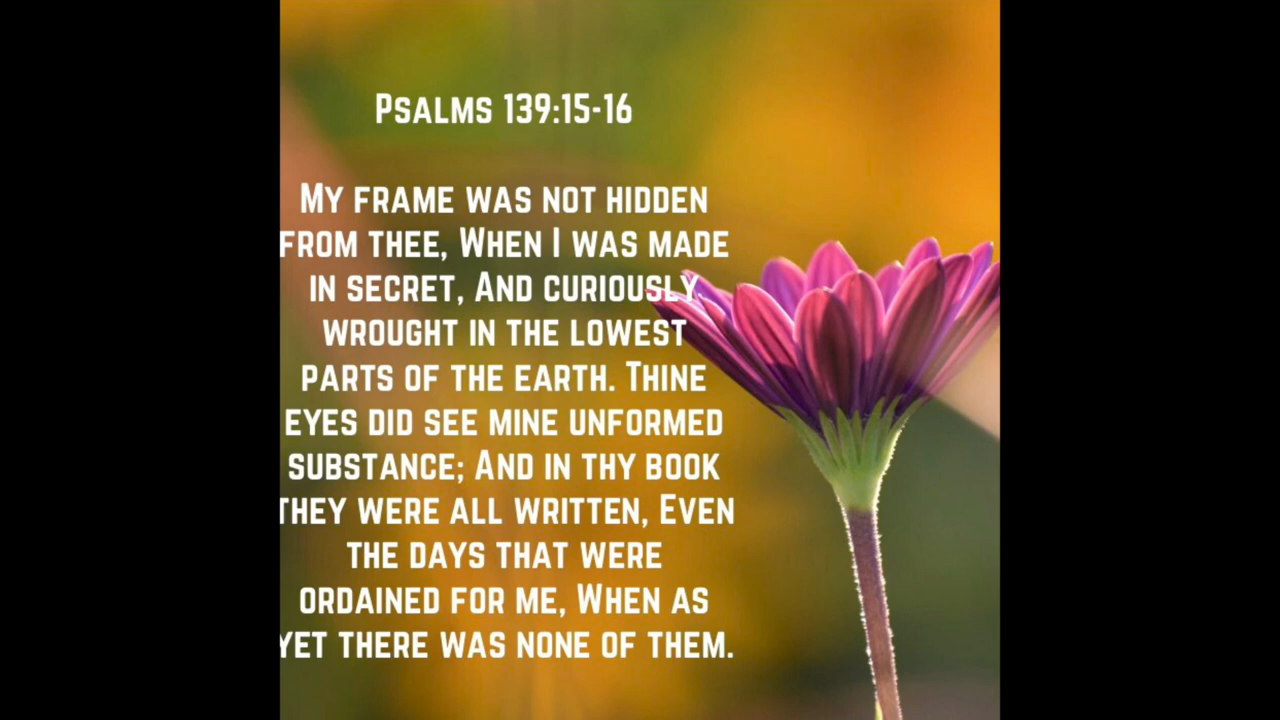 Psalms 139:15-16
My frame was not hidden
from thee, When I was made
in secret, And curiously
wrought in the lowest
parts of the earth. Thine
eyes did see mine unformed
substance; And in thy book
they were all written, Even
the days that were
ordained for me, When as
yet there was none of them.